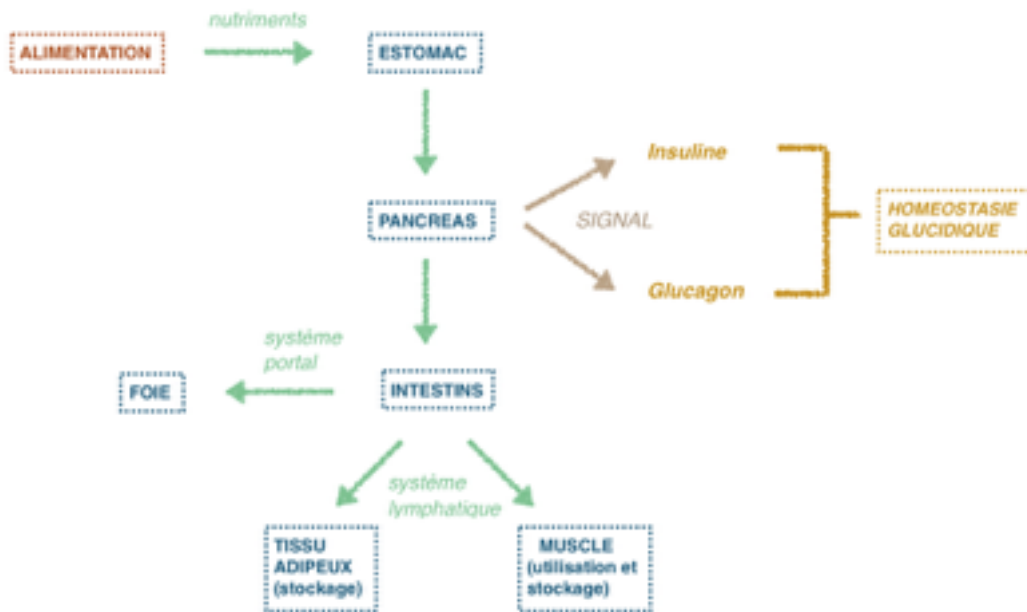 nutriments
ALIMENTATION
ESTOMAC
Insuline
PANCREAS
SIGNAL
HOMEOSTASIE
GLUCIDIQUE
Glucagon
système
portal
FOIE
INTESTINS
système
lymphatique
TISSU
ADIPEUX
(stockage)
MUSCLE
(utilisation et
stockage)